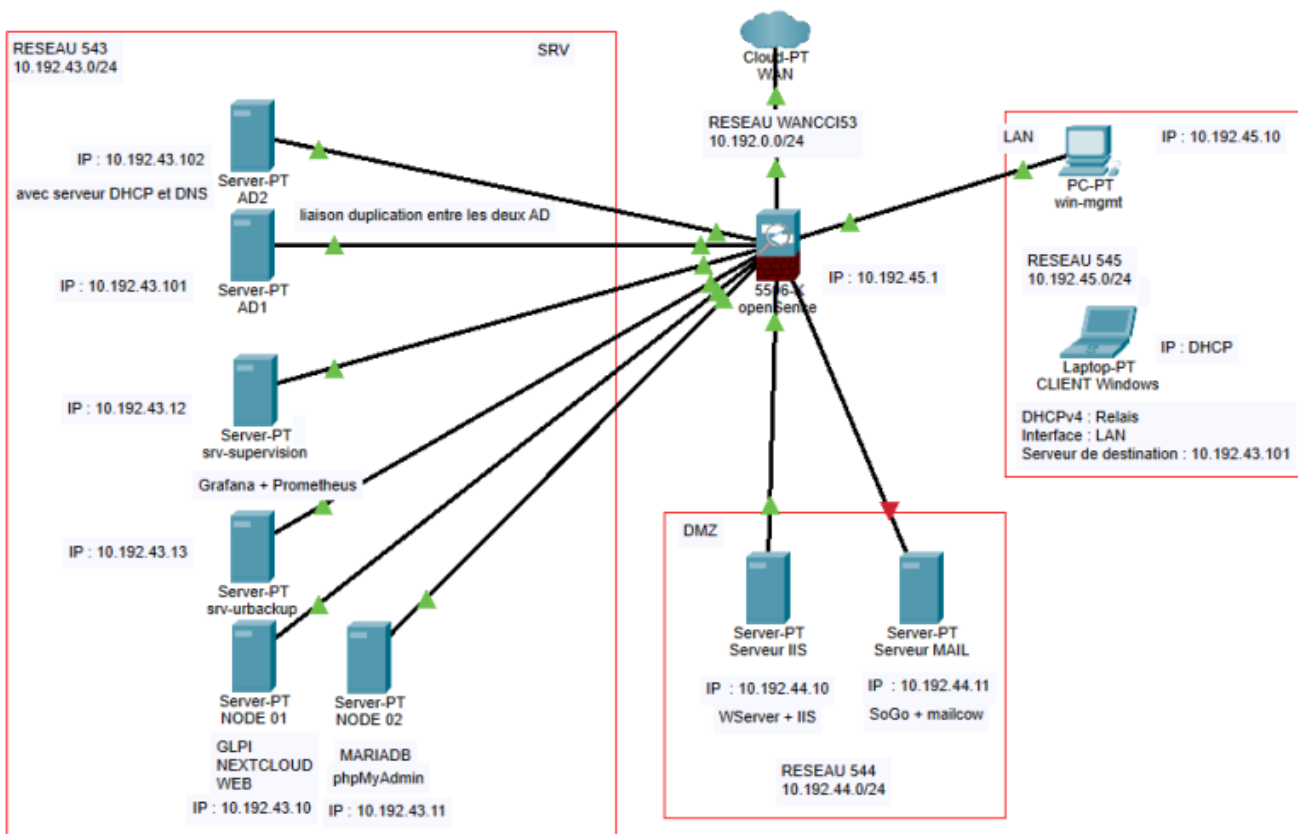 RESEAU 543
10.192.43.0/24
SRV
IP : 10.192.43.102
Server-PT
AD2
avec serveur DHCP et DNS
liaison duplication entre les deux AD
IP : 10.192.43.101
Server-PT
AD1
IP : 10.192.43.12
Server-PT
srv-supervision
Grafana + Prometheus
IP : 10.192.43.13
Server-PT
srv-urbackup
Server-PT
NODE 01
GLPI
NEXTCLOUD
WEB
IP : 10.192.43.10
Server-PT
NODE 02
MARIADB
phpMyAdmin
IP : 10.192.43.11
Cloud-PT
WAN
RESEAU WANCCI53
10.192.0.0/24
5506-X
openSence
IP : 10.192.45.1
LAN
IP : 10.192.45.10
PC-PT
win-mgmt
RESEAU 545
10.192.45.0/24
IP : DHCP
Laptop-PT
CLIENT Windows
DHCPv4 : Relais
Interface : LAN
Serveur de destination : 10.192.43.101
DMZ
Server-PT
Serveur IIS
IP : 10.192.44.10
WServer + IIS
Server-PT
Serveur MAIL
IP : 10.192.44.11
SoGo + mailcow
RESEAU 544
10.192.44.0/24